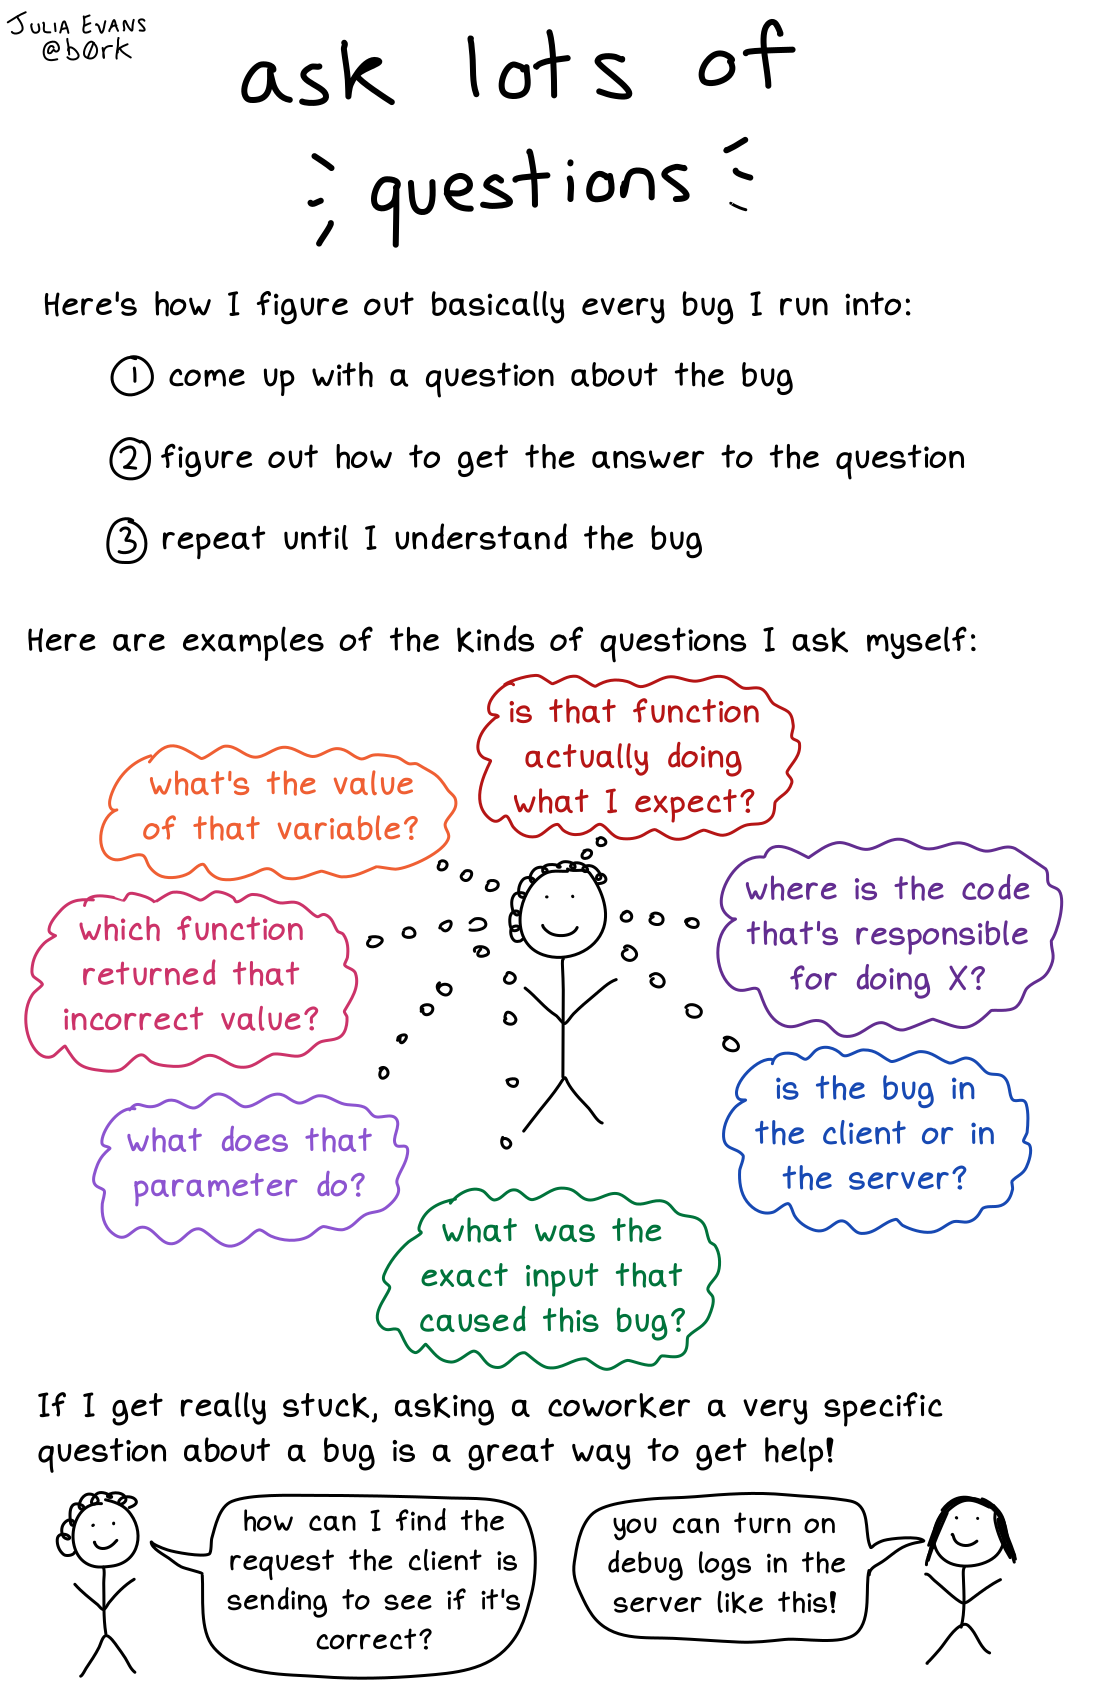 JULIA EVANS
@b0rk
ask lots of
questions
Here's how I figure out basically every bug I run into:
1 come up with a question about the bug
2 figure out how to get the answer to the question
3 repeat until I understand the bug
Here are examples of the kinds of questions I ask myself:
is that function
actually doing
what I expect?
what's the value
of that variable?
where is the code
that's responsible
for doing X?
which function
returned that
incorrect value?
is the bug in
the client or in
the server?
what does that
parameter do?
what was the
exact input that
caused this bug?
If I get really stuck, asking a coworker a very specific
question about a bug is a great way to get help!
how can I find the
request the client is
sending to see if it's
correct?
you can turn on
debug logs in the
server like this!